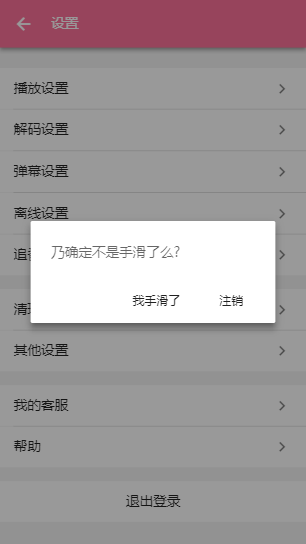 设置
播放设置
解码设置
弹幕设置
离线设置
追
乃确定不是手滑了么?
我手滑了
注销
清理
其他设置
我的客服
帮助
退出登录